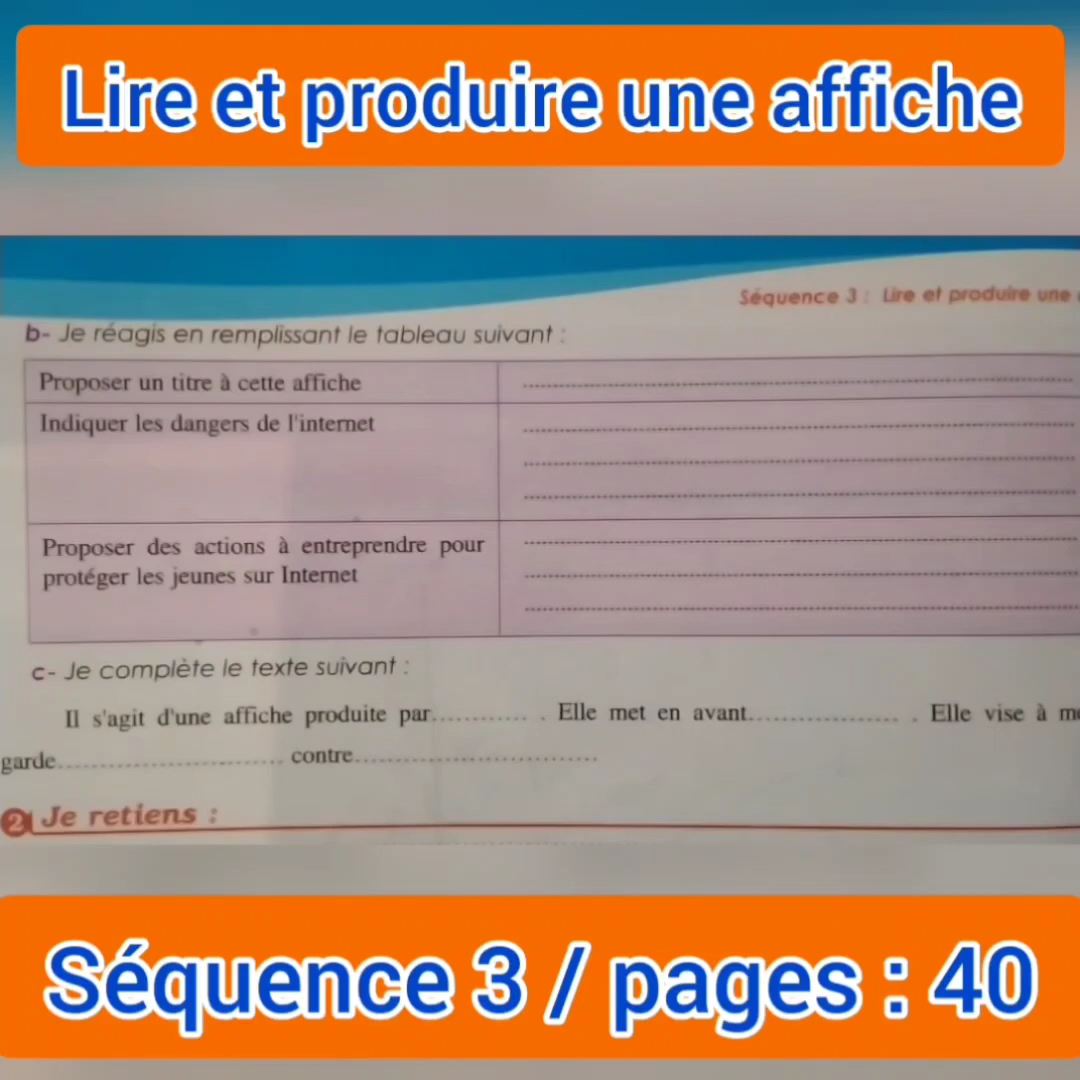 Lire et produire une affiche
Séquence 3 : Lire et produire une
b- Je réagis en remplissant le tableau suivant :
Proposer un titre à cette affiche
Indiquer les dangers de l'internet
Proposer des actions à entreprendre pour
protéger les jeunes sur Internet
c- Je complète le texte suivant :
Il s'agit d'une affiche produite par............ . Elle met en avant.................... . Elle vise à
garde............................ contre..............................
2 Je retiens :
Séquence 3 / pages : 40